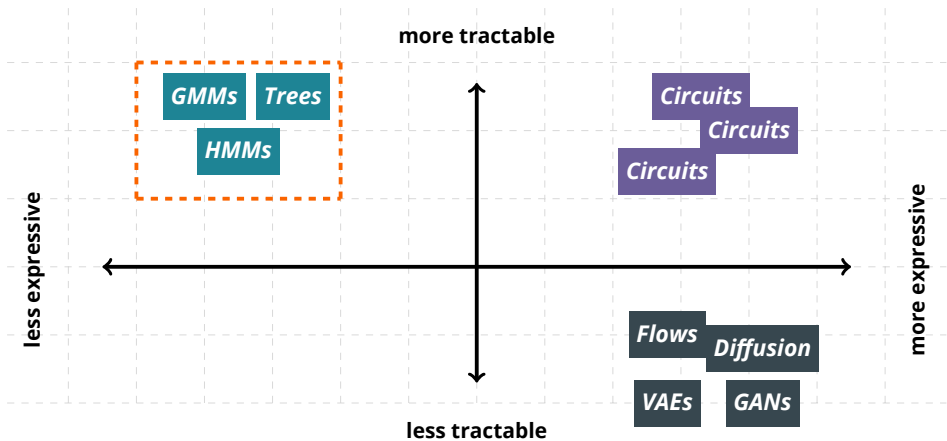 more tractable
GMMs
Trees
HMMs
Circuits
Circuits
Circuits
less expressive
more expressive
Flows
Diffusion
VAEs
GANs
less tractable